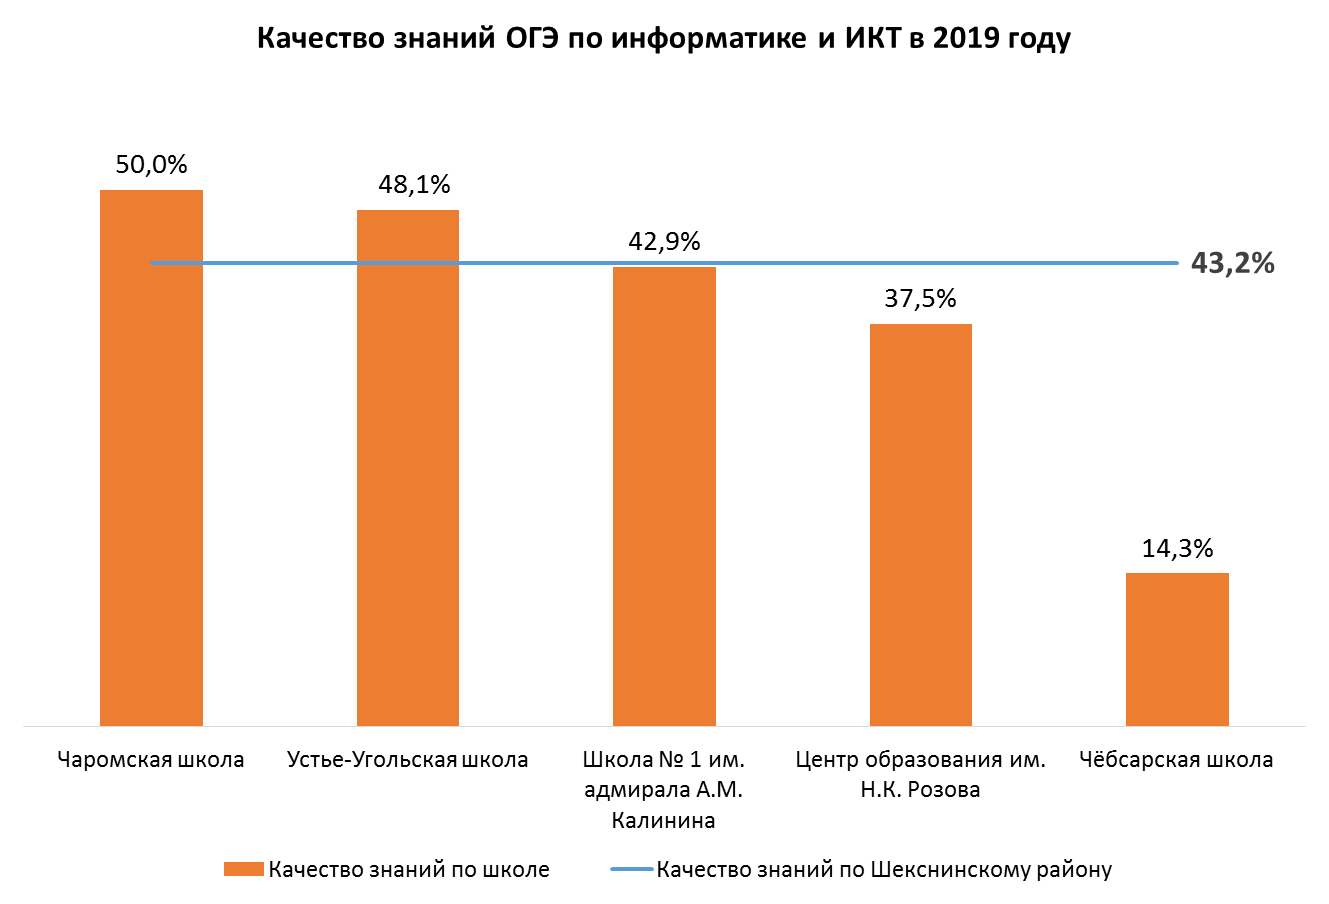 Качество знаний ОГЭ по информатике и ИКТ в 2019 году
50,0%
48,1%
42,9%
43,2%
37,5%
14,3%
Чаромская школа
Устье-Угольская школа
Школа № 1 им.
адмирала А.М.
Калинина
Центр образования им.
Н.К. Розова
Чёбсарская школа
Качество знаний по школе
Качество знаний по Шекснинскому району